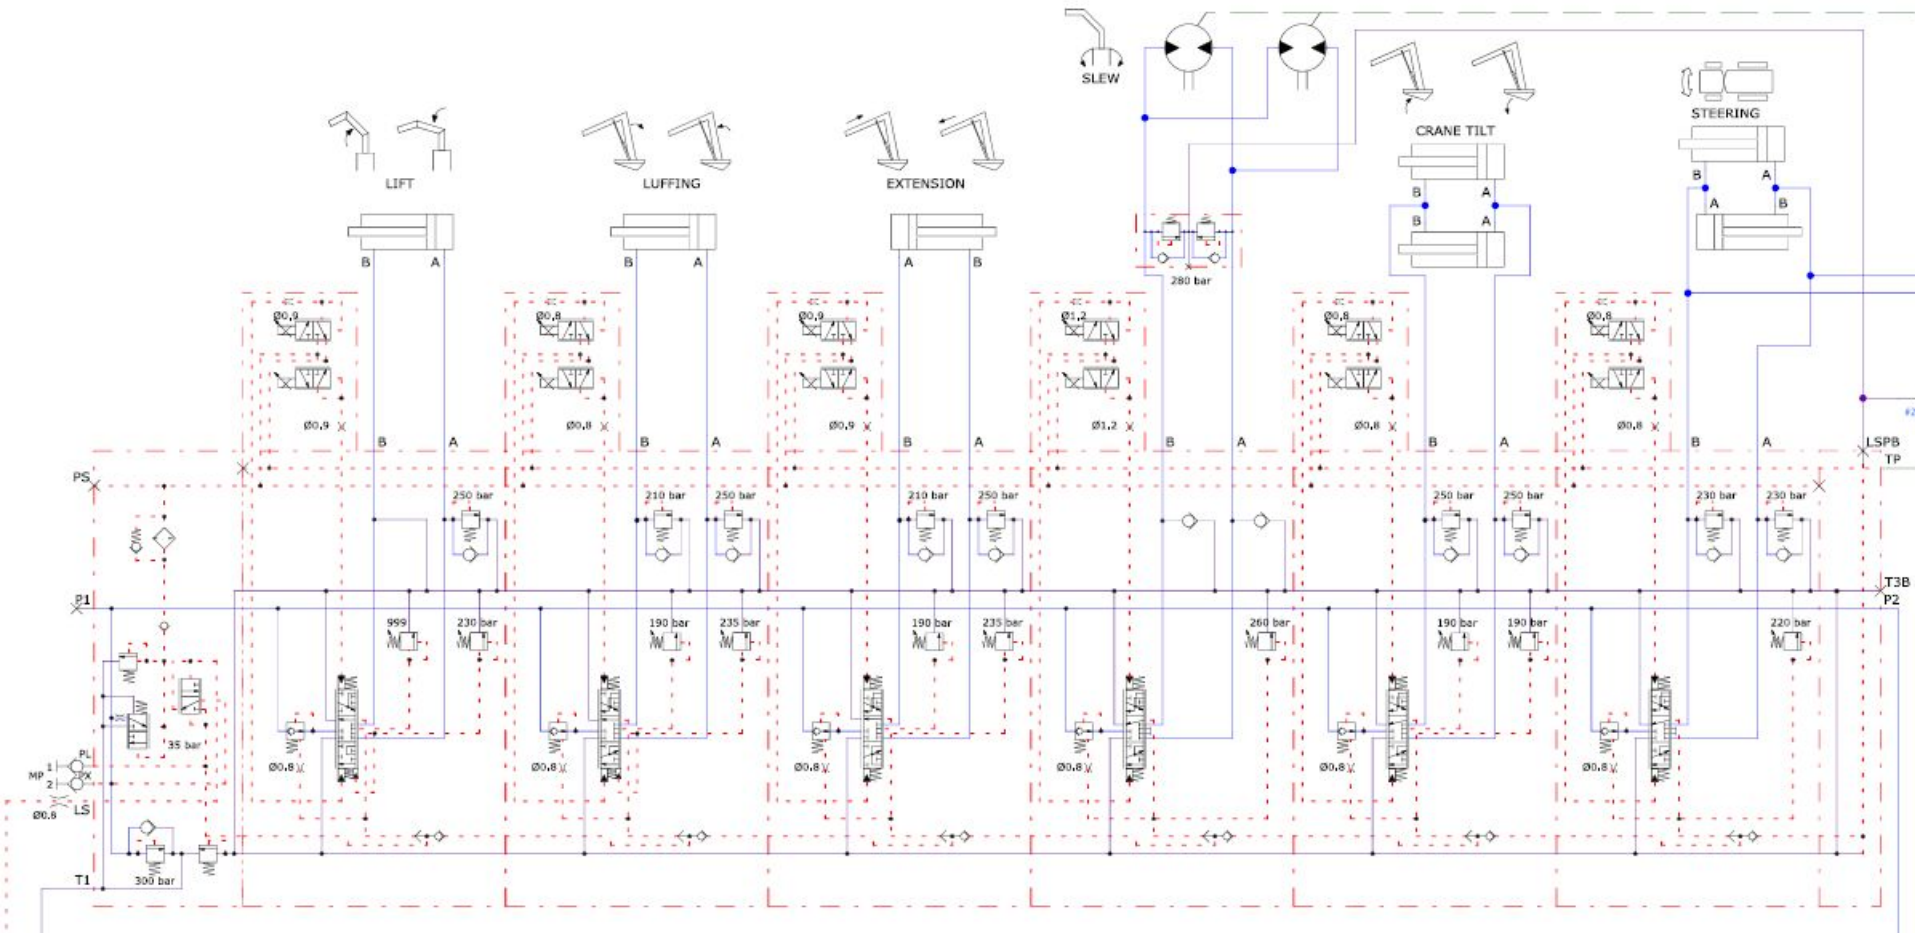 SLEW
STEERING
CRANE TILT
LIFT
LUFFING
EXTENSION
B A
B A
B A
B A
A B
B A
B A
A B
280 bar
Ø0.9
Ø0.8
Ø0.9
Ø1.2
Ø0.8
Ø0.8
Ø0.9
Ø0.8
Ø0.9
Ø1.2
Ø0.8
Ø0.8
B A
B A
B A
B A
B A
B A
LSPB
TP
PS
250 bar
210 bar 250 bar
210 bar 250 bar
250 bar 250 bar
230 bar 230 bar
T3B
P1
P2
999 230 bar
190 bar 235 bar
190 bar 235 bar
260 bar
190 bar 190 bar
220 bar
35 bar
PL
1
MP PX
2
LS
Ø0.8
Ø0.8
Ø0.8
Ø0.8
Ø0.8
Ø0.8
Ø0.8
T1
300 bar